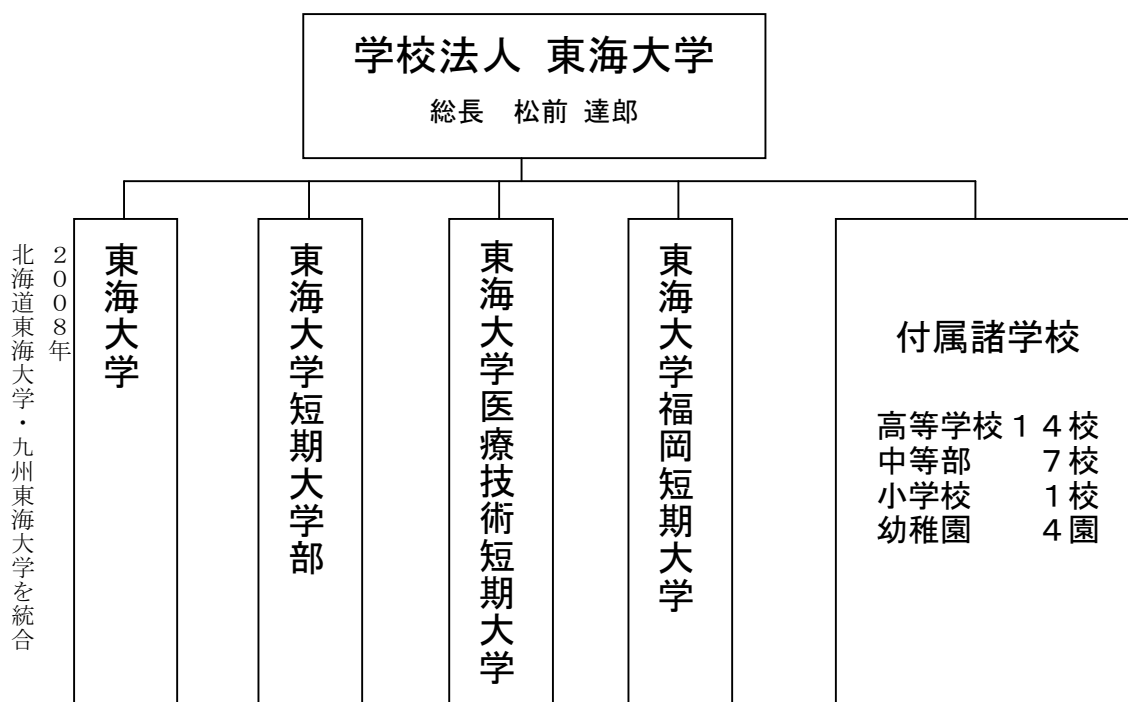 学校法人 東海大学
総長 松前 達郎
2008年
北海道東海大学・九州東海大学を統合
東海大学
東海大学短期大学部
東海大学医療技術短期大学
東海大学福岡短期大学
付属諸学校
高等学校14校
中等部 7校
小学校 1校
幼稚園 4園